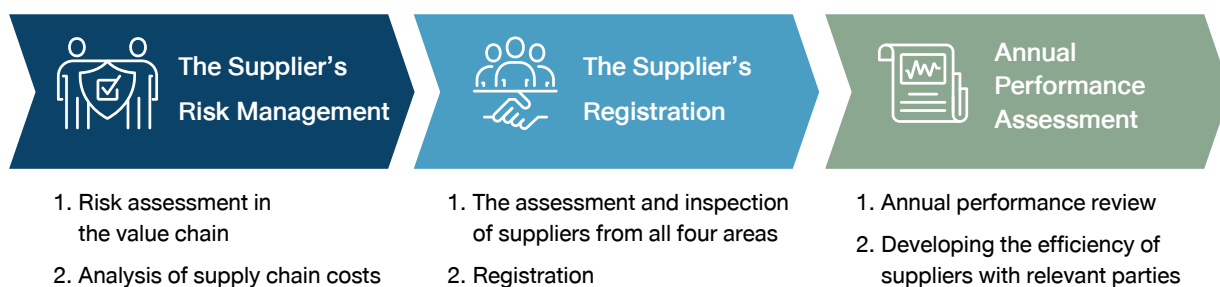 The Supplier's
Risk Management
The Supplier's
Registration
Annual
Performance
Assessment
1. Risk assessment in
the value chain
2. Analysis of supply chain costs
1. The assessment and inspection
of suppliers from all four areas
2. Registration
1. Annual performance review
2. Developing the efficiency of
suppliers with relevant parties